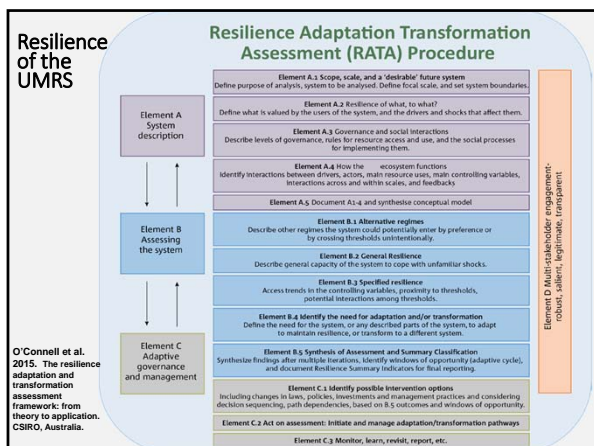 Resilience
of the
UMRS
Resilience Adaptation Transformation
Assessment (RATA) Procedure
Element A
System
description
Element B
Assessing
the system
Element C
Adaptive
governance
and management
O'Connell et al.
2015. The resilience
adaptation and
transformation
assessment
framework: from
theory to application.
CSIRO, Australia.
Element A.1 Scope, scale, and a 'desirable' future system
Define purpose of analysis, system to be analysed. Define focal scale, and set system boundaries.
Element A.2 Resilience of what, to what?
Define what is valued by the users of the system, and the drivers and shocks that affect them.
Element A.3 Governance and social interactions
Describe levels of governance, rules for resource access and use, and the social processes
for implementing them.
Element A.4 How the ecosystem functions
Identify interactions between drivers, actors, main resource uses, main controlling variables,
interactions across and within scales, and feedbacks
Element A.5 Document A1-4 and synthesise conceptual model
Element B.1 Alternative regimes
Describe other regimes the system could potentially enter by preference or
by crossing thresholds unintentionally.
Element B.2 General Resilience
Describe general capacity of the system to cope with unfamiliar shocks.
Element B.3 Specified resilience
Access trends in the controlling variables, proximity to thresholds,
potential interactions among thresholds.
Element B.4 Identify the need for adaptation and/or transformation
Define the need for the system, or any described parts of the system, to adapt
to maintain resilience, or transform to a different system.
Element B.5 Synthesis of Assessment and Summary Classification
Synthesize findings after multiple iterations, identify windows of opportunity (adaptive cycle),
and document Resilience Summary Indicators for final reporting.
Element C.1 Identify possible intervention options
Including changes in laws, policies, investments and management practices and considering
decision sequencing, path dependencies, based on B.5 outcomes and windows of opportunity.
Element C.2 Act on assessment: Initiate and manage adaptation/transformation pathways
Element C.3 Monitor, learn, revisit, report, etc.
Element D Multi-stakeholder engagement-
robust, salient, legitimate, transparent